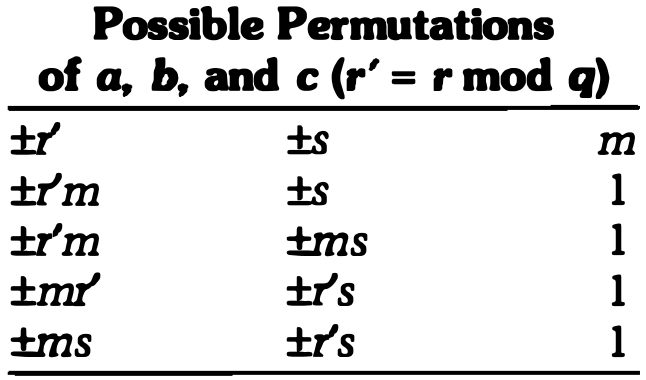 Possible Permutations
of a, b, and c (r′ = r mod q)
±r′ ±s m
±r′m ±s 1
±r′m ±ms 1
±mr′ ±r′s 1
±ms ±r′s 1